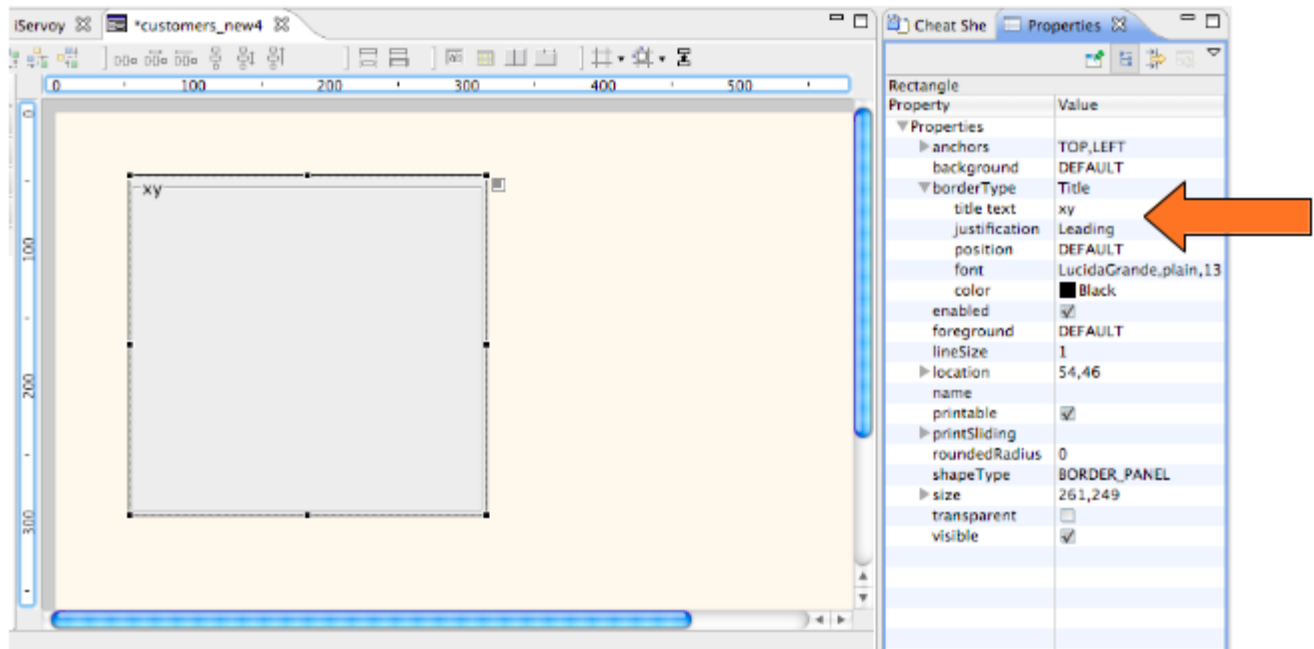 iServoy *customers_new4
Cheat She Properties
0 100 200 300 400 500
0
100
200
300
xy
Rectangle
Property Value
Properties
anchors TOP,LEFT
background DEFAULT
borderType Title
title text xy
justification Leading
position DEFAULT
font LucidaGrande,plain,13
color Black
enabled
foreground DEFAULT
lineSize 1
location 54,46
name
printable
printSliding
roundedRadius 0
shapeType BORDER_PANEL
size 261,249
transparent
visible